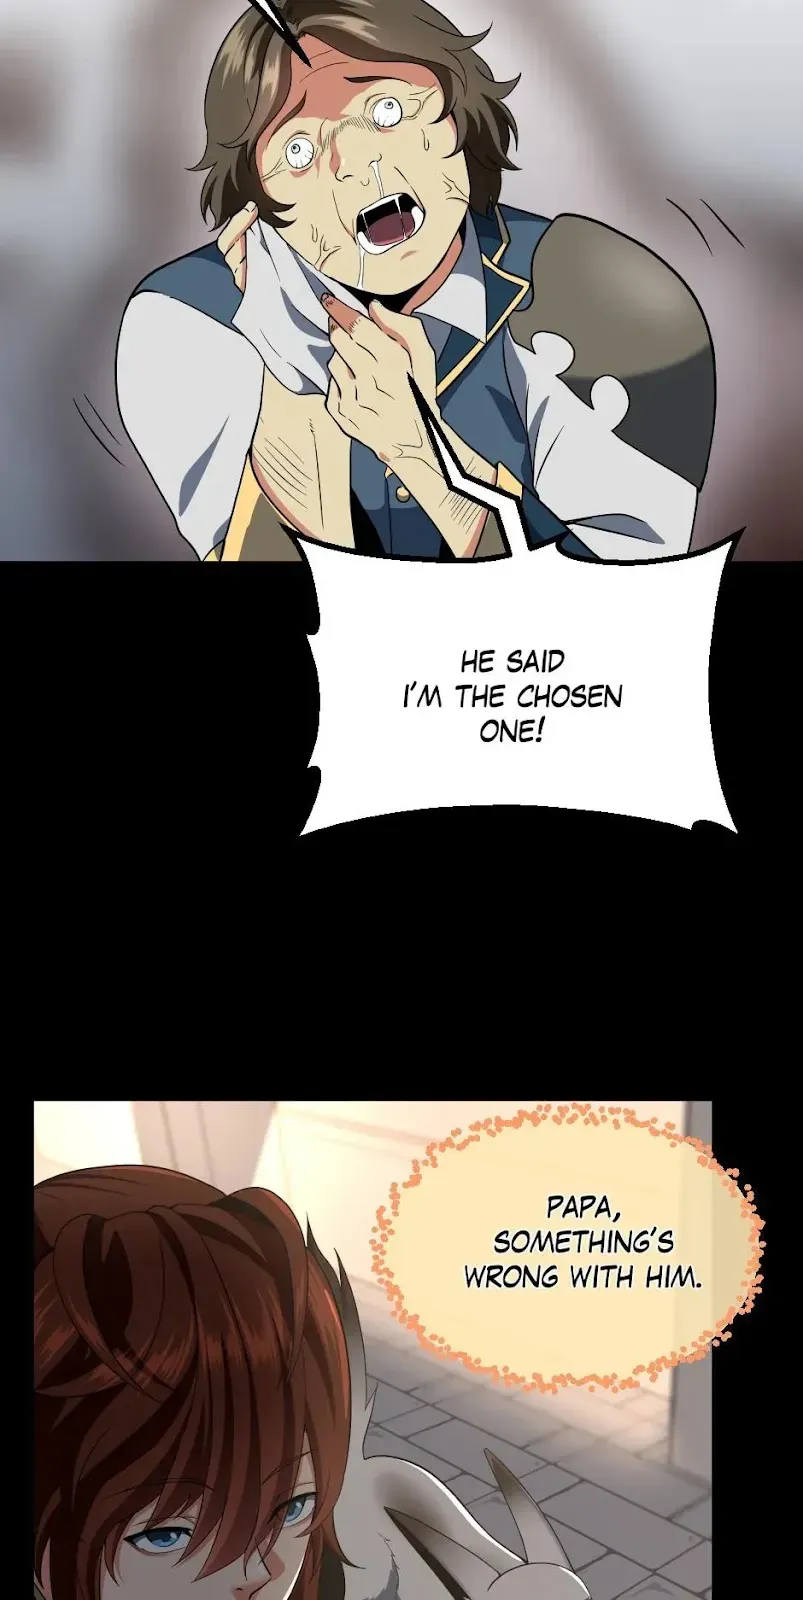 HE SAID
I'M THE CHOSEN
ONE!
PAPA,
SOMETHING'S
WRONG WITH HIM.